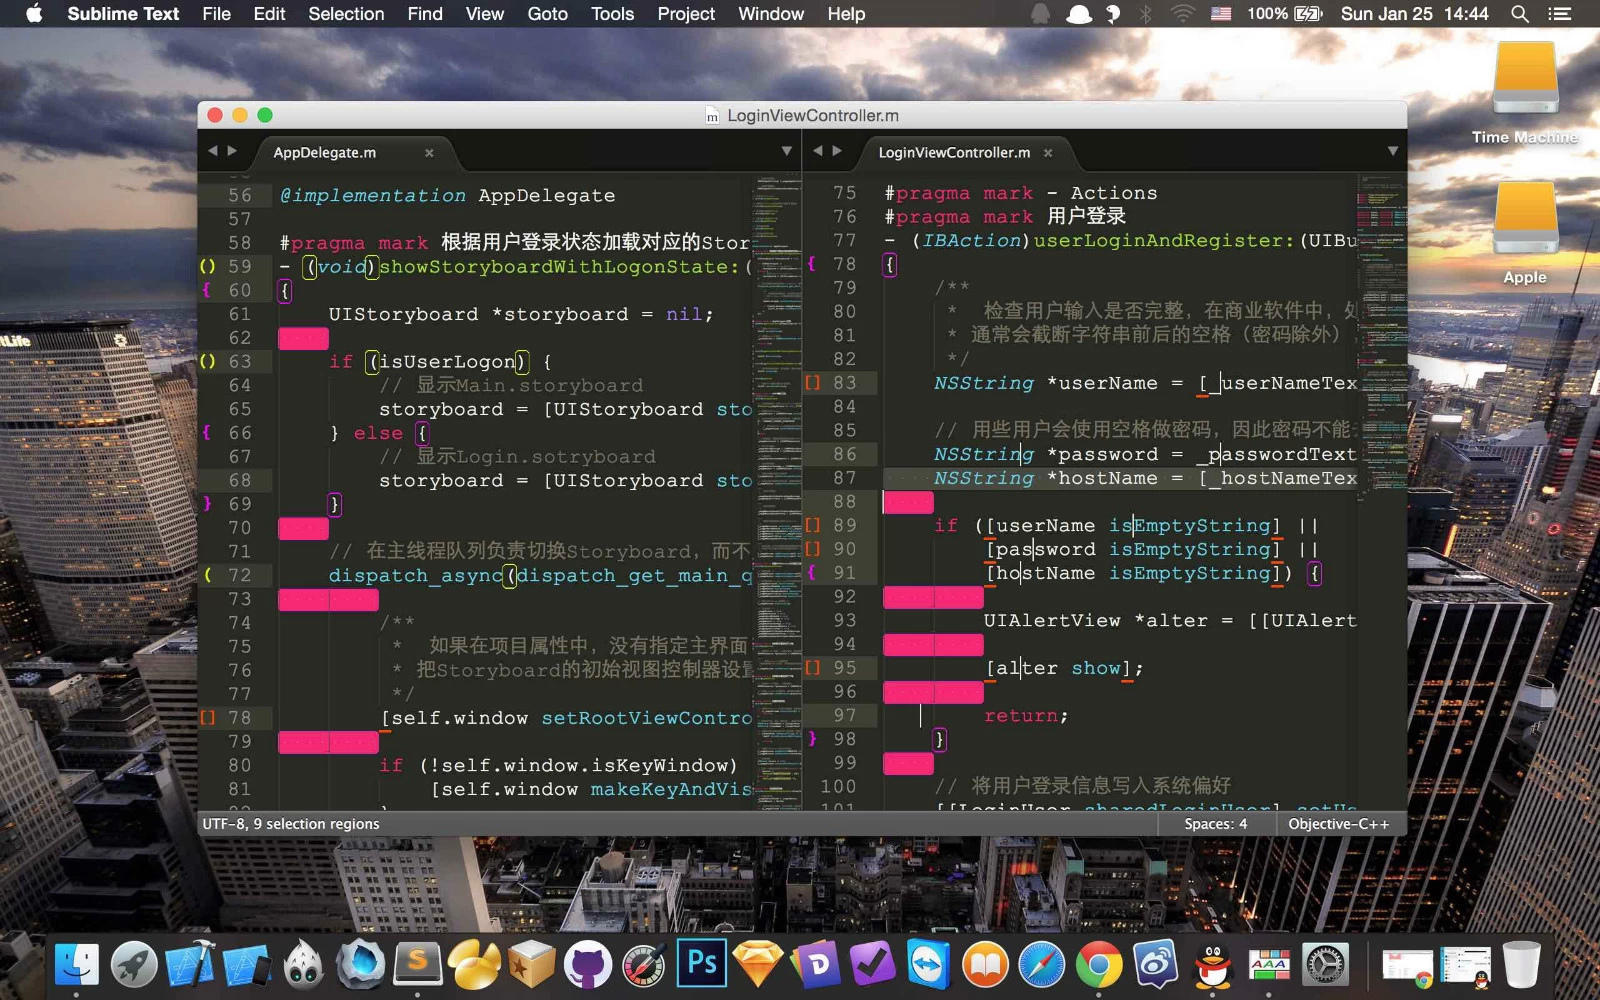 Sublime Text File Edit Selection Find View Goto Tools Project Window Help 100% Sun Jan 25 14:44
Time Machine
Apple
LoginViewController.m
AppDelegate.m
56 @implementation AppDelegate
57
58 #pragma mark 根据用户登录状态加载对应的Stor
59 - (void)showStoryboardWithLogonState:(
60 {
61 UIStoryboard *storyboard = nil;
62
63 if (isUserLogon) {
64 // 显示Main.storyboard
65 storyboard = [UIStoryboard sto
66 } else {
67 // 显示Login.sotryboard
68 storyboard = [UIStoryboard sto
69 }
70
71 // 在主线程队列负责切换Storyboard，而不
72 dispatch_async(dispatch_get_main_q
73
74 /**
75 * 如果在项目属性中，没有指定主界面
76 * 把Storyboard的初始视图控制器设置
77 */
78 [self.window setRootViewContro
79
80 if (!self.window.isKeyWindow)
81 [self.window makeKeyAndVis
LoginViewController.m
75 #pragma mark - Actions
76 #pragma mark 用户登录
77 - (IBAction)userLoginAndRegister:(UIBu
78 {
79 /**
80 * 检查用户输入是否完整，在商业软件中，处
81 * 通常会截断字符串前后的空格（密码除外），
82 */
83 NSString *userName = [_userNameTex
84
85 // 用些用户会使用空格做密码，因此密码不能去
86 NSString *password = _passwordText
87 NSString *hostName = [_hostNameTex
88
89 if ([userName isEmptyString] ||
90 [password isEmptyString] ||
91 [hostName isEmptyString]) {
92
93 UIAlertView *alter = [[UIAlert
94
95 [alter show];
96
97 return;
98 }
99
100 // 将用户登录信息写入系统偏好
101 [[LoginUser sharedLoginUser] setUs
UTF-8, 9 selection regions Spaces: 4 Objective-C++
S
Ps
D
AAA